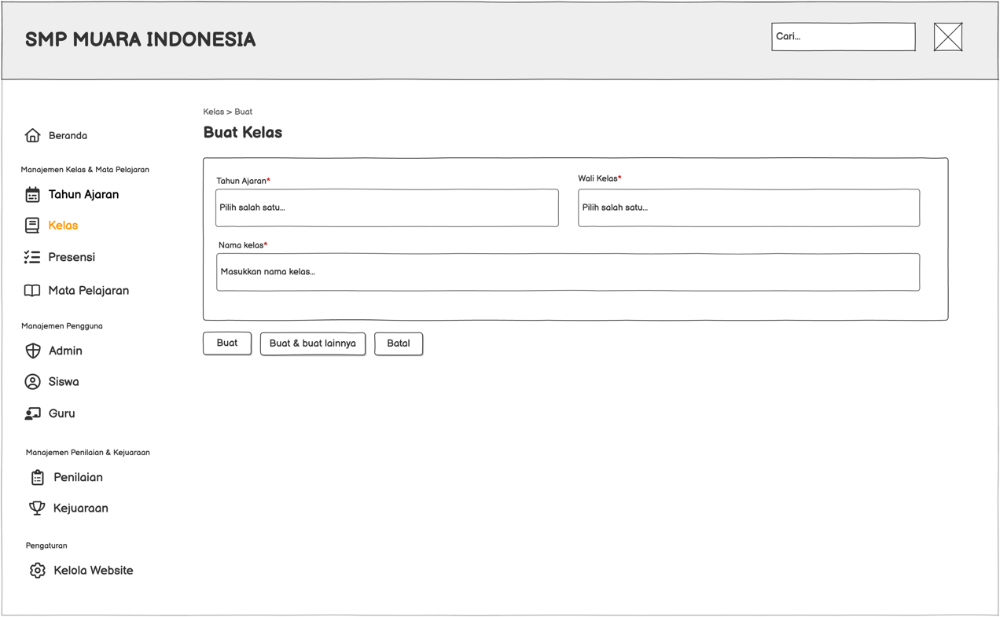 SMP MUARA INDONESIA
Cari...
Beranda
Manajemen Kelas & Mata Pelajaran
Tahun Ajaran
Kelas
Presensi
Mata Pelajaran
Manajemen Pengguna
Admin
Siswa
Guru
Manajemen Penilaian & Kejuaraan
Penilaian
Kejuaraan
Pengaturan
Kelola Website
Kelas > Buat
Buat Kelas
Tahun Ajaran*
Pilih salah satu...
Wali Kelas*
Pilih salah satu...
Nama kelas*
Masukkan nama kelas...
Buat
Buat & buat lainnya
Batal